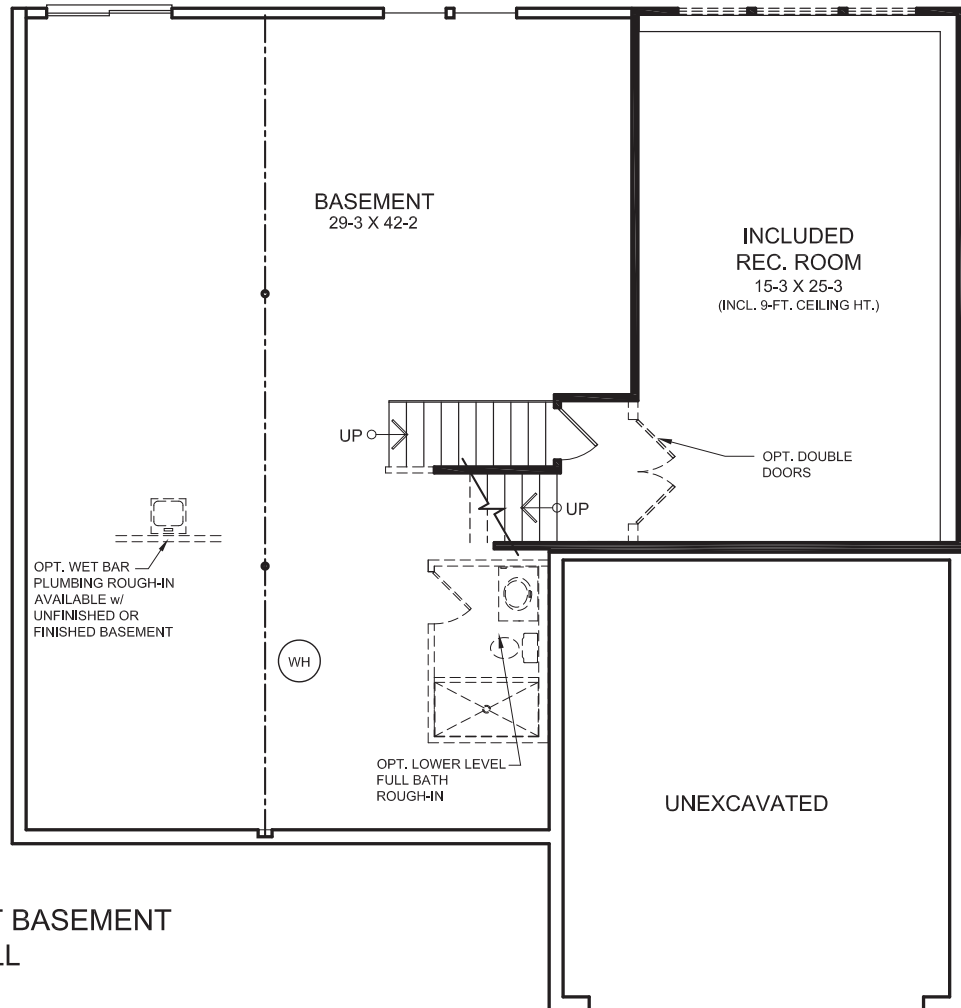 BASEMENT
29-3 X 42-2
INCLUDED
REC. ROOM
15-3 X 25-3
(INCL. 9-FT. CEILING HT.)
UP
OPT. DOUBLE
DOORS
UP
OPT. WET BAR
PLUMBING ROUGH-IN
AVAILABLE w/
UNFINISHED OR
FINISHED BASEMENT
WH
OPT. LOWER LEVEL
FULL BATH
ROUGH-IN
UNEXCAVATED
BASEMENT